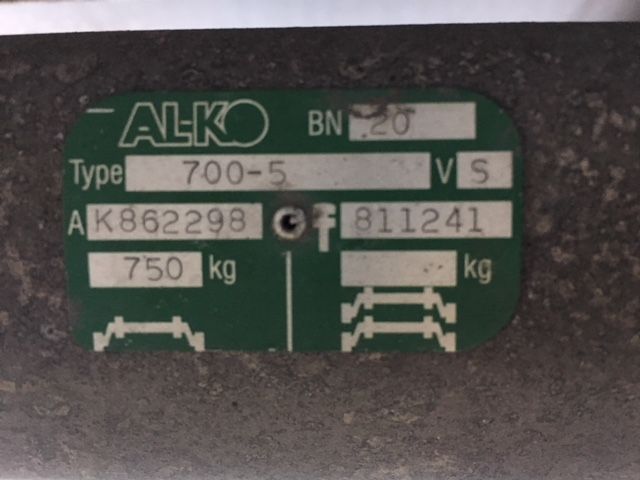 AL-KO BN 20
Type 700-5 V S
A K862298 f 811241
750 kg kg